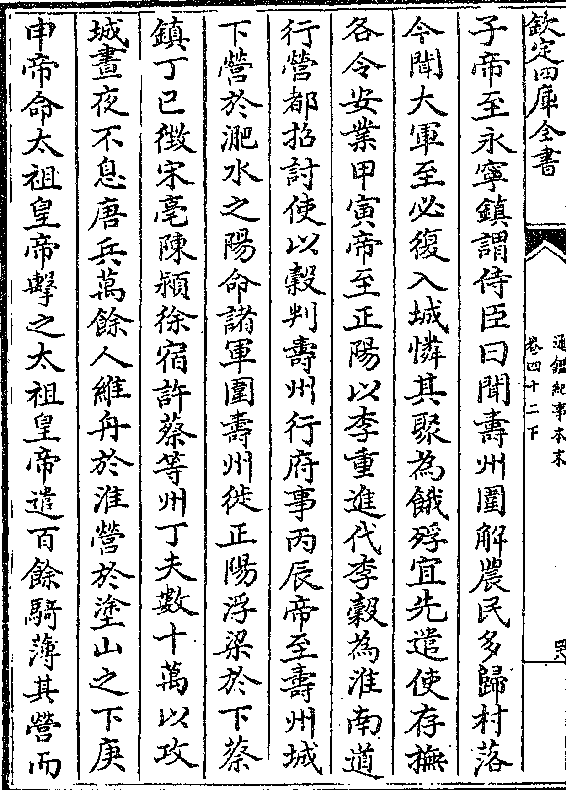 欽定四庫全書
通鑑紀事本末
卷四十二下
子帝至永寧鎮謂侍臣曰聞壽州圍解農民多歸村落
今聞大軍至必復入城憐其聚為餓殍宜先遣使存撫
各令安業甲寅帝至正陽以李重進代李穀為淮南道
行營都招討使以穀判壽州行府事丙辰帝至壽州城
下營於淝水之陽命諸軍圍壽州徙正陽浮梁於下蔡
鎮丁巳徵宋亳陳潁徐宿許蔡等州丁夫數十萬以攻
城晝夜不息唐兵萬餘人維舟於淮營於塗山之下庚
申帝命太祖皇帝擊之太祖皇帝遣百餘騎薄其營而